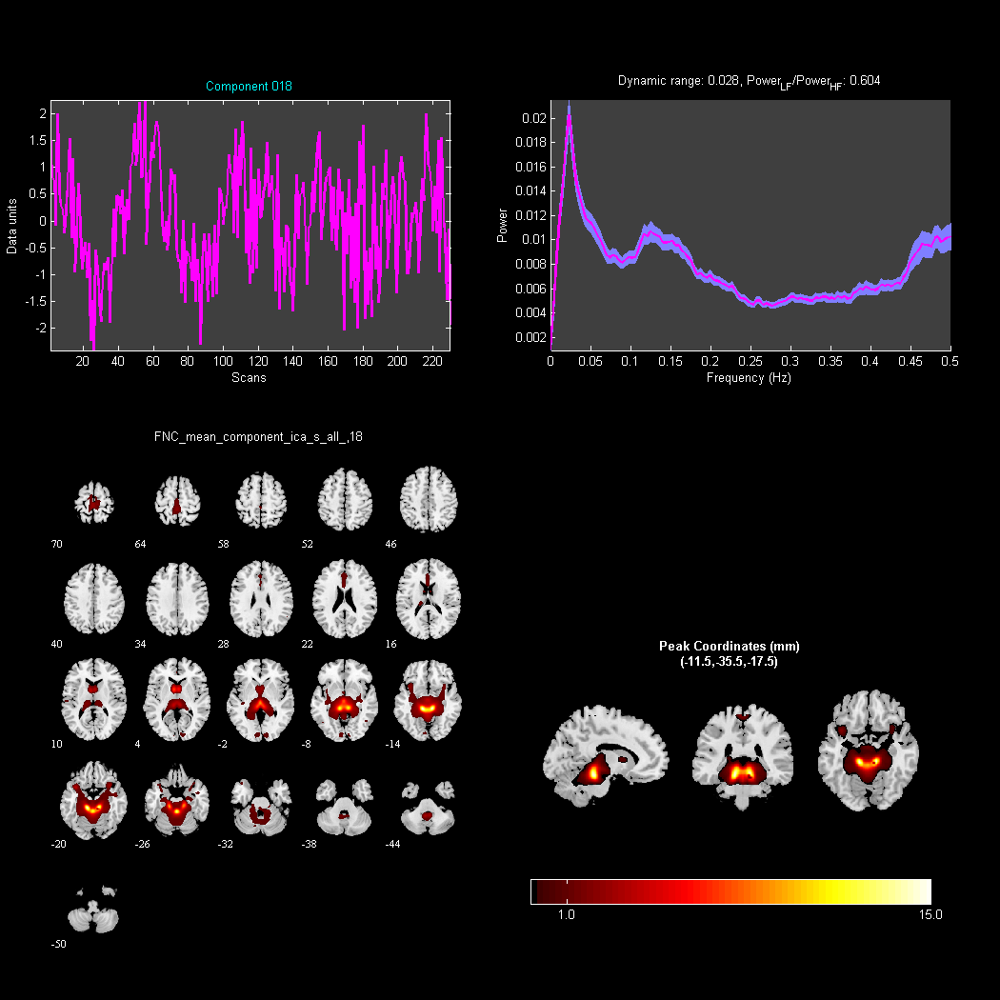 Component 018
Data units
2
1.5
1
0.5
0
-0.5
-1
-1.5
-2
20 40 60 80 100 120 140 160 180 200 220
Scans
Dynamic range: 0.028, PowerLF/PowerHF: 0.604
Power
0.02
0.018
0.016
0.014
0.012
0.01
0.008
0.006
0.004
0.002
0 0.05 0.1 0.15 0.2 0.25 0.3 0.35 0.4 0.45 0.5
Frequency (Hz)
FNC_mean_component_ica_s_all_,18
70 64 58 52 46
40 34 28 22 16
10 4 -2 -8 -14
-20 -26 -32 -38 -44
-50
Peak Coordinates (mm)
(-11.5,-35.5,-17.5)
1.0 15.0